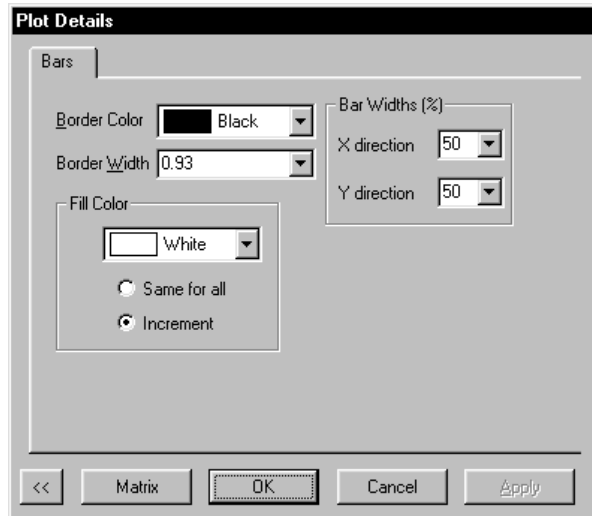 Plot Details
Bars
Border Color Black
Border Width 0.93
Fill Color
White
Same for all
Increment
Bar Widths (%)
X direction 50
Y direction 50
<< Matrix OK Cancel Apply